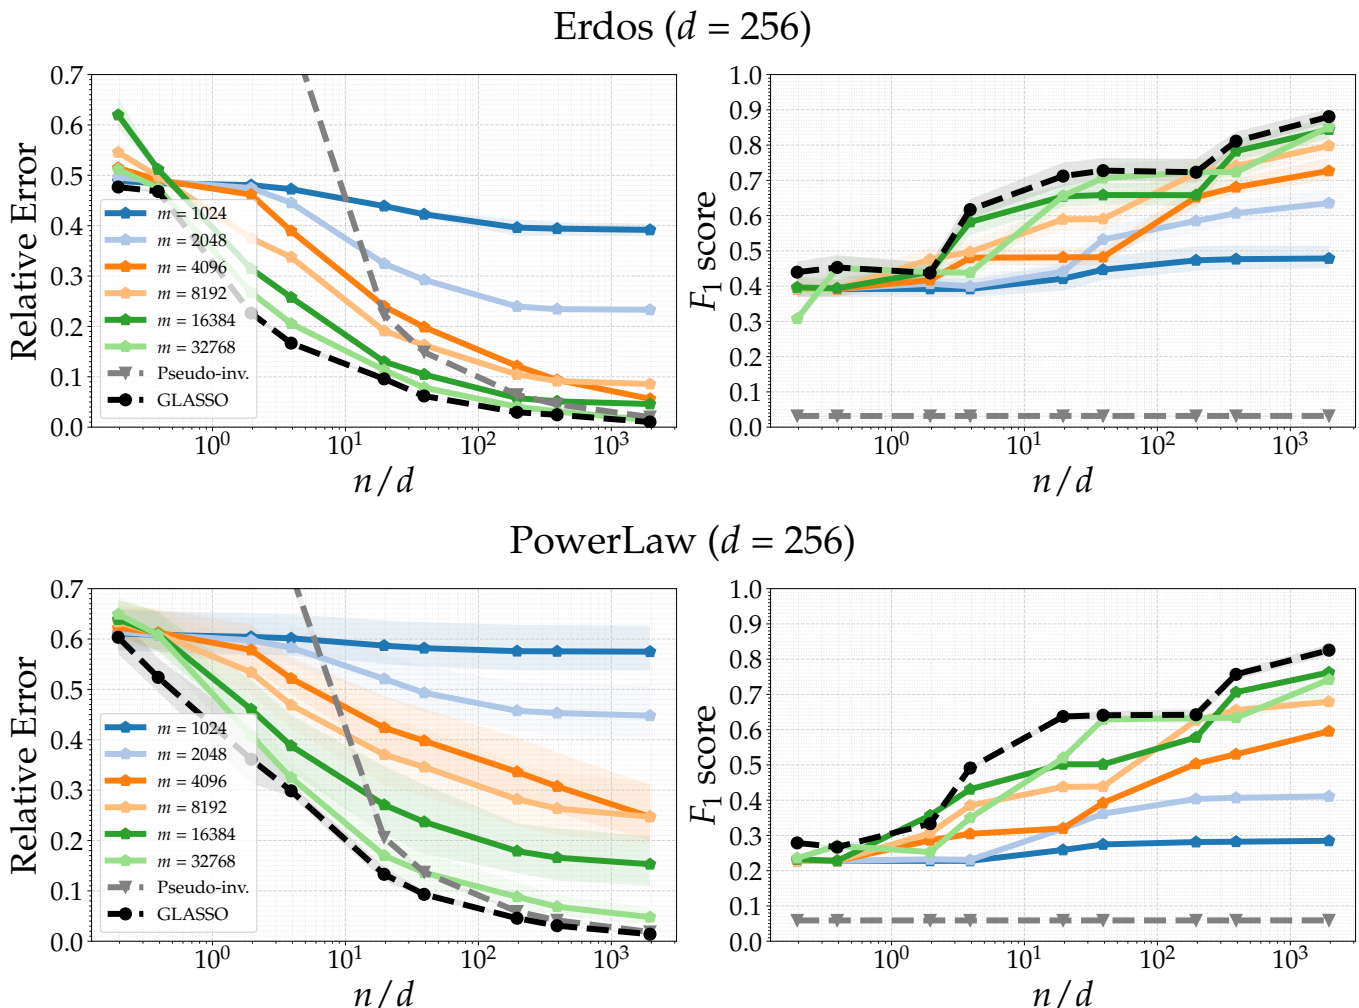 Erdos (d = 256)
0.7
0.6
0.5
0.4
0.3
0.2
0.1
0.0
Relative Error
m = 1024
m = 2048
m = 4096
m = 8192
m = 16384
m = 32768
Pseudo-inv.
GLASSO
10^0 10^1 10^2 10^3
n/d
1.0
0.9
0.8
0.7
0.6
0.5
0.4
0.3
0.2
0.1
0.0
F_1 score
10^0 10^1 10^2 10^3
n/d
PowerLaw (d = 256)
0.7
0.6
0.5
0.4
0.3
0.2
0.1
0.0
Relative Error
m = 1024
m = 2048
m = 4096
m = 8192
m = 16384
m = 32768
Pseudo-inv.
GLASSO
10^0 10^1 10^2 10^3
n/d
1.0
0.9
0.8
0.7
0.6
0.5
0.4
0.3
0.2
0.1
0.0
F_1 score
10^0 10^1 10^2 10^3
n/d